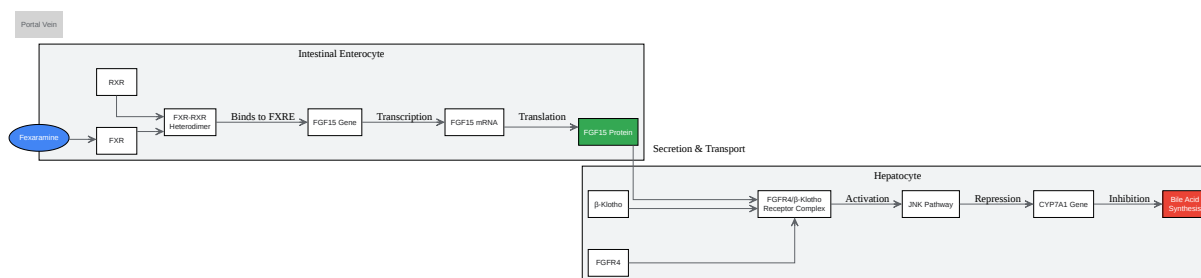 Portal Vein
Intestinal Enterocyte
RXR
FXR-RXR
Heterodimer
Binds to FXRE
FGF15 Gene
Transcription
FGF15 mRNA
Translation
FGF15 Protein
Fexaramine
FXR
Secretion & Transport
Hepatocyte
β-Klotho
FGFR4/β-Klotho
Receptor Complex
Activation
JNK Pathway
Repression
CYP7A1 Gene
Inhibition
Bile Acid
Synthesis
FGFR4